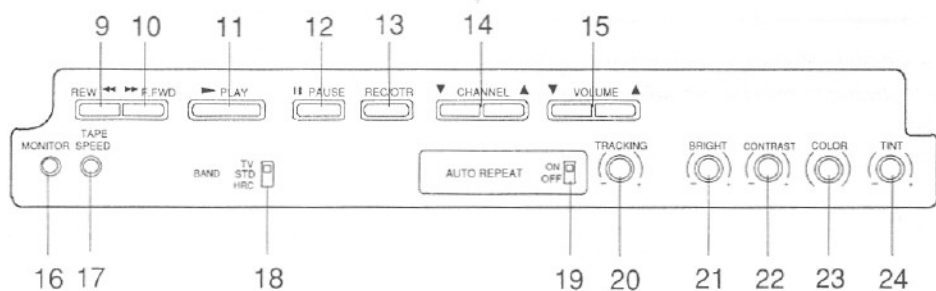 9 10 11 12 13 14 15
REW ◄◄ ►► F.FWD ► PLAY II PAUSE REC/OTR ▼ CHANNEL ▲ ▼ VOLUME ▲
MONITOR
TAPE
SPEED
BAND
TV
STD
HRC
AUTO REPEAT
ON
OFF
TRACKING
- +
BRIGHT
- +
CONTRAST
- +
COLOR
TINT
- +
16 17 18 19 20 21 22 23 24